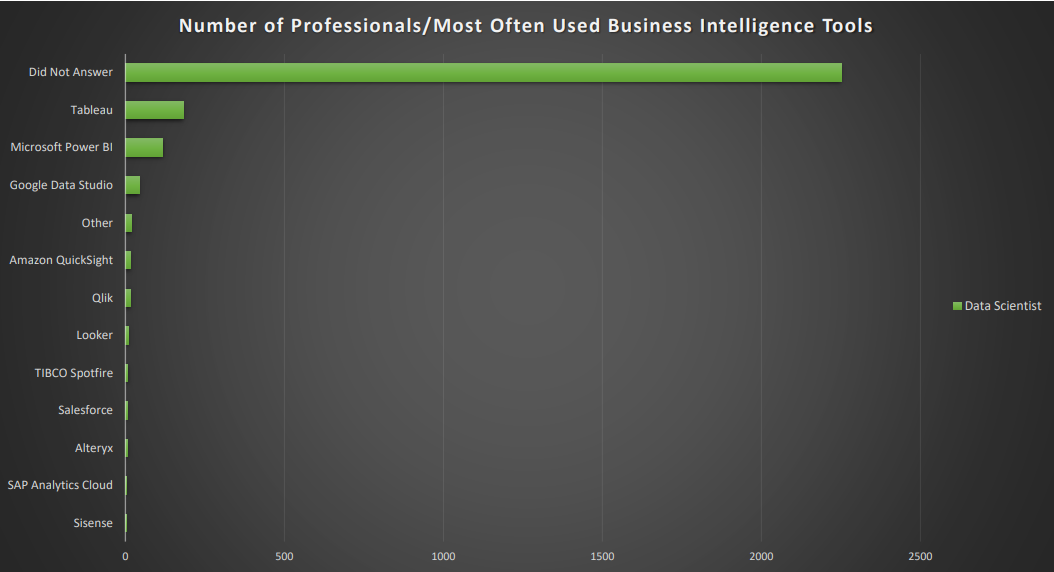 Number of Professionals/Most Often Used Business Intelligence Tools
Did Not Answer
Tableau
Microsoft Power BI
Google Data Studio
Other
Amazon QuickSight
Qlik
Looker
TIBCO Spotfire
Salesforce
Alteryx
SAP Analytics Cloud
Sisense
Data Scientist
0 500 1000 1500 2000 2500